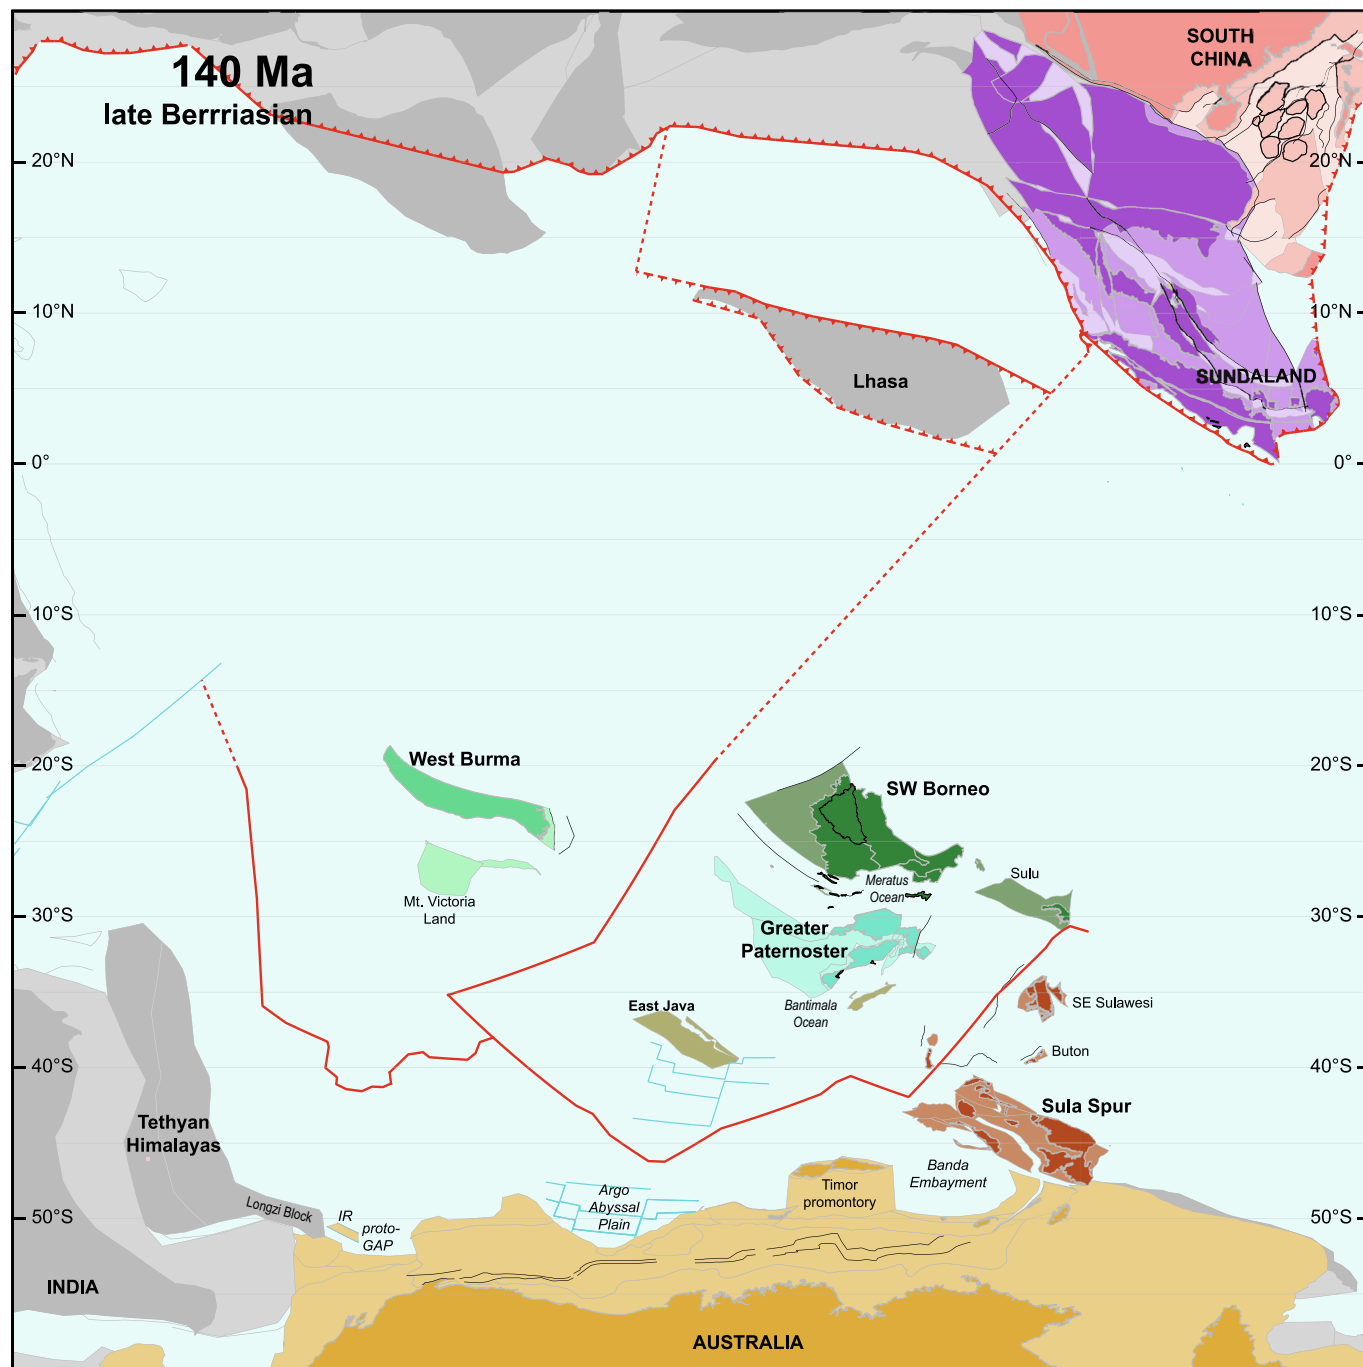 140 Ma
late Berrriasian
SOUTH
CHINA
20°N
20°N
10°N
10°N
Lhasa
SUNDALAND
0°
0°
10°S
10°S
20°S
20°S
West Burma
SW Borneo
Sulu
Meratus
Ocean
Mt. Victoria
Land
30°S
30°S
Greater
Paternoster
East Java
Bantimala
Ocean
SE Sulawesi
Buton
40°S
40°S
Sula Spur
Tethyan
Himalayas
Banda
Embayment
Timor
promontory
Argo
Abyssal
Plain
Longzi Block
IR
proto-
GAP
50°S
50°S
INDIA
AUSTRALIA